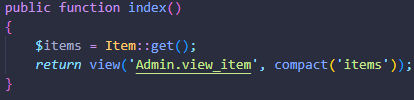 public function index()
{
    $items = Item::get();
    return view('Admin.view_item', compact('items'));
}